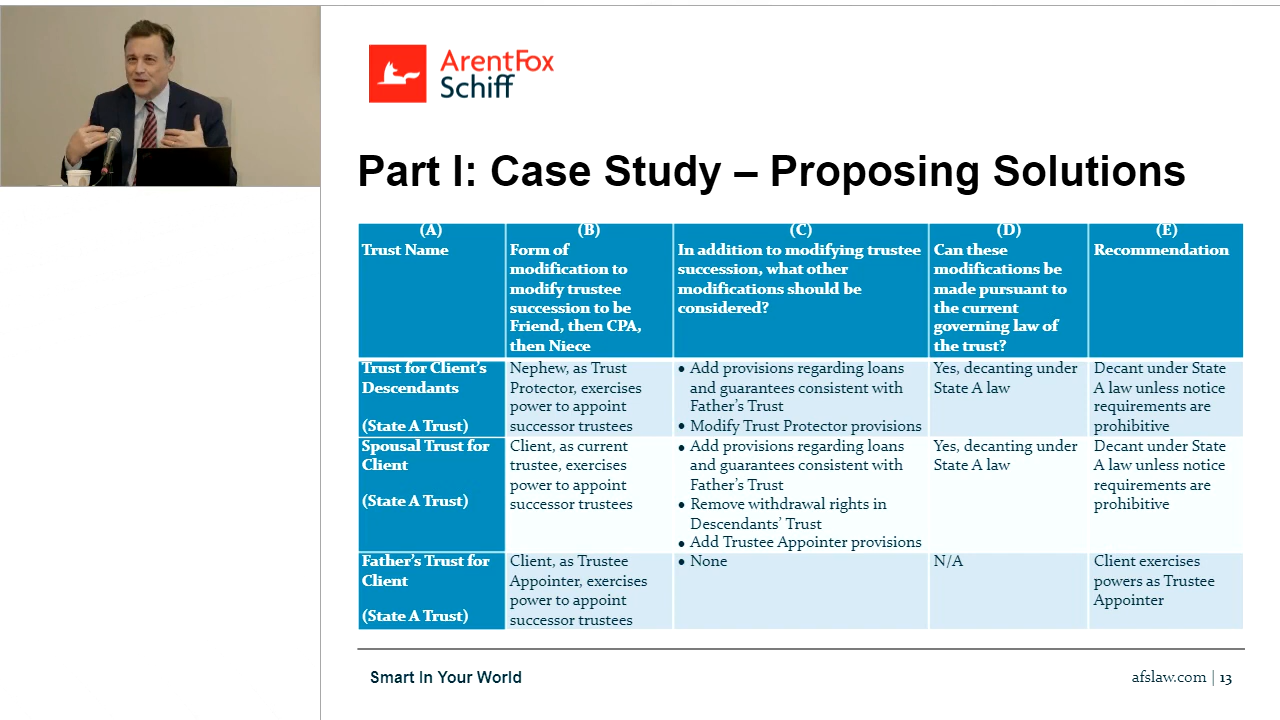 ArentFox
Schiff
Part I: Case Study – Proposing Solutions
(A)
Trust Name
(B)
Form of
modification to
modify trustee
succession to be
Friend, then CPA,
then Niece
(C)
In addition to modifying trustee
succession, what other
modifications should be
considered?
(D)
Can these
modifications be
made pursuant to
the current
governing law of
the trust?
(E)
Recommendation
Trust for Client’s
Descendants
(State A Trust)
Nephew, as Trust
Protector, exercises
power to appoint
successor trustees
• Add provisions regarding loans
and guarantees consistent with
Father’s Trust
• Modify Trust Protector provisions
Yes, decanting under
State A law
Decant under State
A law unless notice
requirements are
prohibitive
Spousal Trust for
Client
(State A Trust)
Client, as current
trustee, exercises
power to appoint
successor trustees
• Add provisions regarding loans
and guarantees consistent with
Father’s Trust
• Remove withdrawal rights in
Descendants’ Trust
• Add Trustee Appointer provisions
Yes, decanting under
State A law
Decant under State
A law unless notice
requirements are
prohibitive
Father’s Trust for
Client
(State A Trust)
Client, as Trustee
Appointer, exercises
power to appoint
successor trustees
• None
N/A
Client exercises
powers as Trustee
Appointer
Smart In Your World
afslaw.com | 13